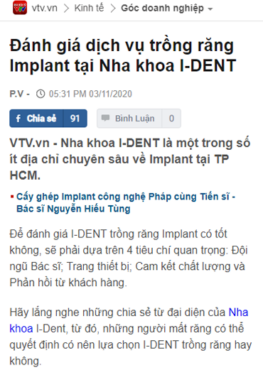 vtv.vn > Kinh tế > Góc doanh nghiệp
Đánh giá dịch vụ trồng răng
Implant tại Nha khoa I-DENT
P.V - 05:31 PM 03/11/2020
Chia sẻ 91 Bình Luận 0
VTV.vn - Nha khoa I-DENT là một trong số
ít địa chỉ chuyên sâu về Implant tại TP
HCM.
Cấy ghép Implant công nghệ Pháp cùng Tiến sĩ -
Bác sĩ Nguyễn Hiếu Tùng
Để đánh giá I-DENT trồng răng Implant có tốt
không, sẽ phải dựa trên 4 tiêu chí quan trọng: Đội
ngũ Bác sĩ; Trang thiết bị; Cam kết chất lượng và
Phản hồi từ khách hàng.
Hãy lắng nghe những chia sẻ từ đại diện của Nha
khoa I-Dent, từ đó, những người mất răng có thể
quyết định có nên lựa chọn I-DENT trồng răng hay
không.